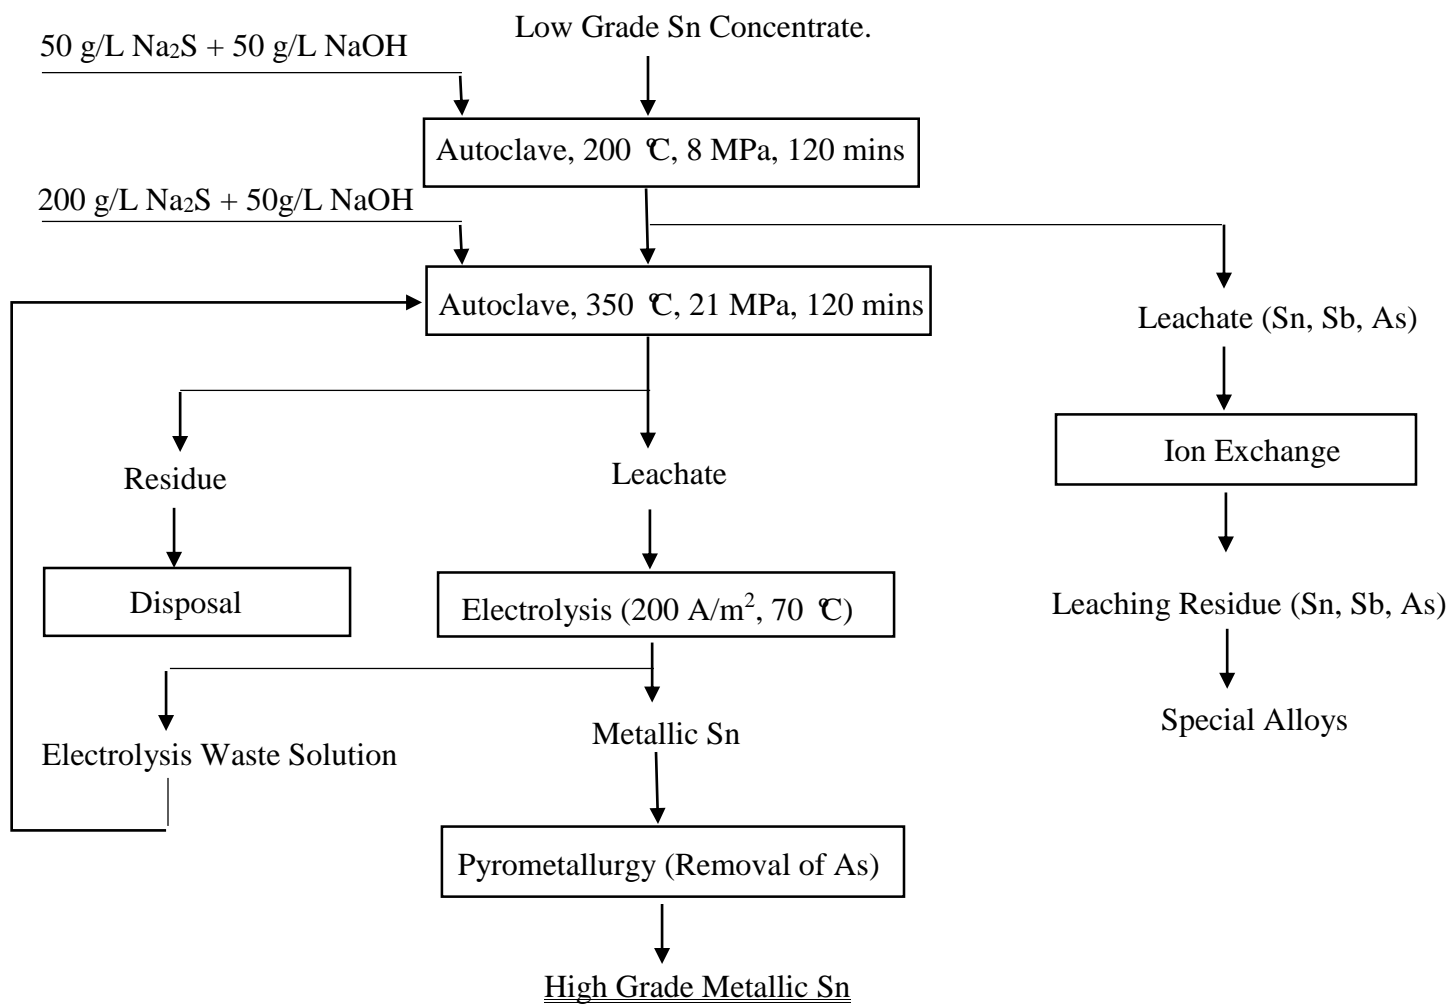 Low Grade Sn Concentrate.
50 g/L Na₂S + 50 g/L NaOH
Autoclave, 200 ℃, 8 MPa, 120 mins
200 g/L Na₂S + 50g/L NaOH
Autoclave, 350 ℃, 21 MPa, 120 mins
Leachate (Sn, Sb, As)
Ion Exchange
Residue
Leachate
Disposal
Electrolysis (200 A/m², 70 ℃)
Leaching Residue (Sn, Sb, As)
Special Alloys
Electrolysis Waste Solution
Metallic Sn
Pyrometallurgy (Removal of As)
High Grade Metallic Sn